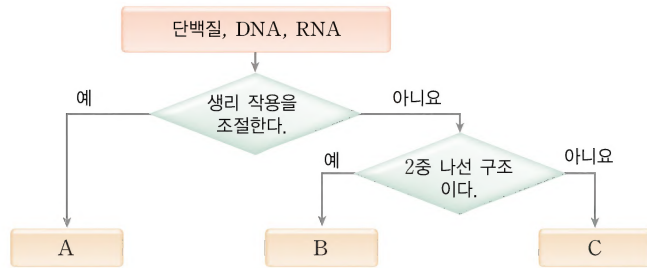 단백질, DNA, RNA
예
생리 작용을
조절한다.
아니요
예
2중 나선 구조
이다.
아니요
A
B
C